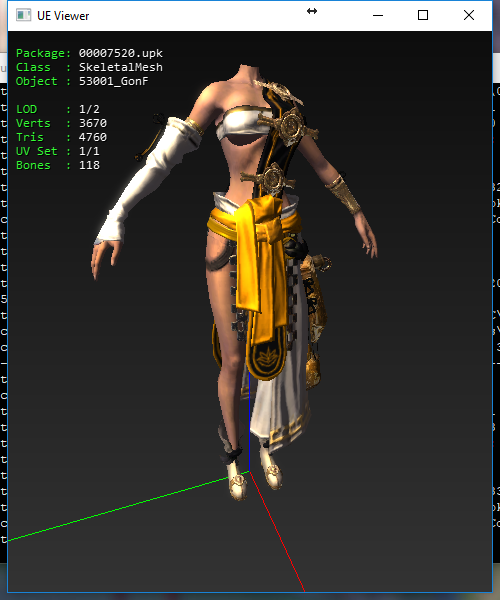 UE Viewer
Package: 00007520.upk
Class : SkeletalMesh
Object : 53001_GonF
LOD : 1/2
Verts : 3670
Tris : 4760
UV Set : 1/1
Bones : 118